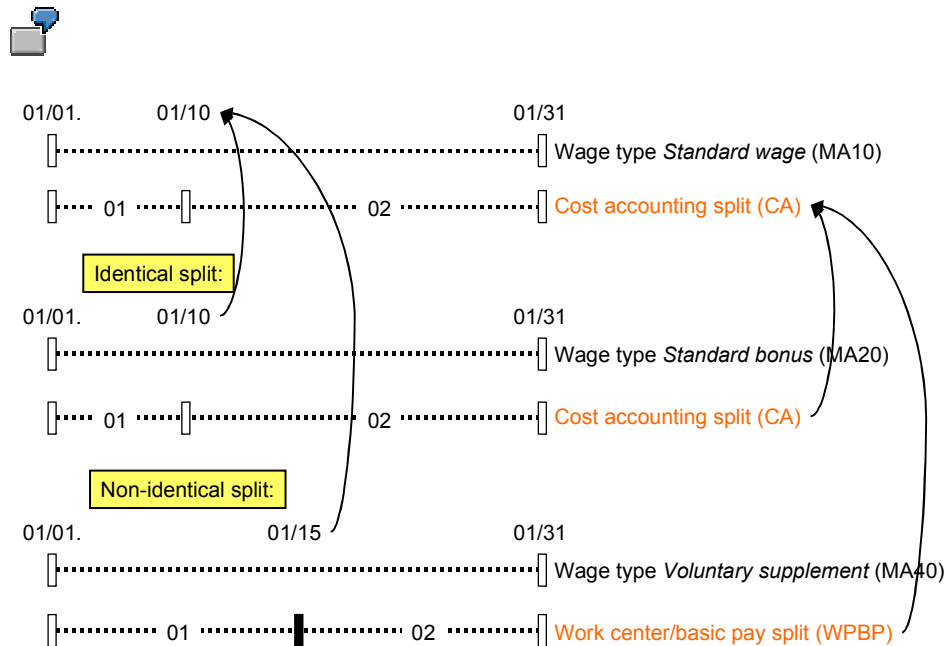 01/01. 01/10 01/31
Wage type Standard wage (MA10)
01 02 Cost accounting split (CA)
Identical split:
01/01. 01/10 01/31
Wage type Standard bonus (MA20)
01 02 Cost accounting split (CA)
Non-identical split:
01/01. 01/15 01/31
Wage type Voluntary supplement (MA40)
01 02 Work center/basic pay split (WPBP)